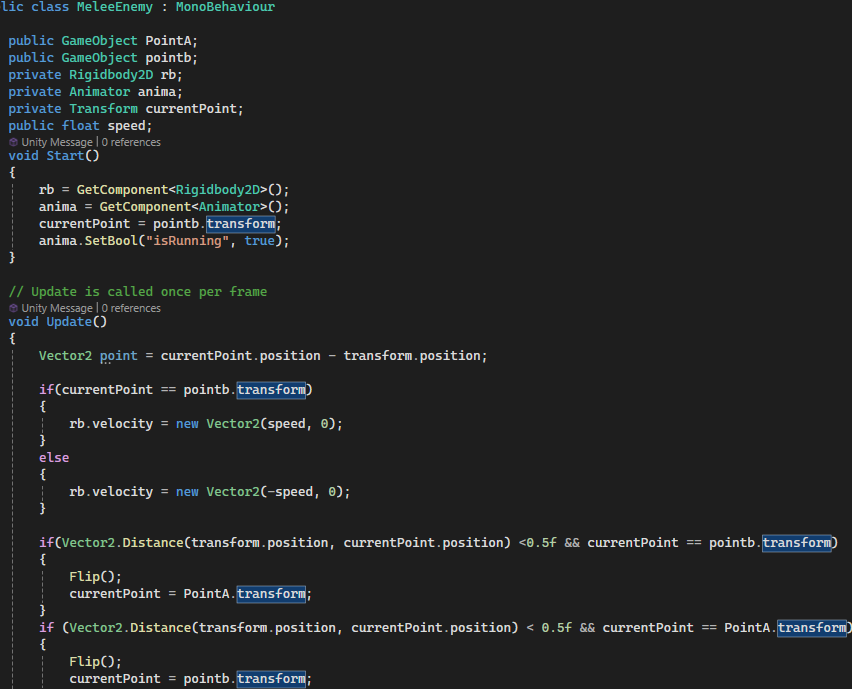 lic class MeleeEnemy : MonoBehaviour
public GameObject PointA;
public GameObject pointb;
private Rigidbody2D rb;
private Animator anima;
private Transform currentPoint;
public float speed;
Unity Message | 0 references
void Start()
{
rb = GetComponent<Rigidbody2D>();
anima = GetComponent<Animator>();
currentPoint = pointb.transform;
anima.SetBool("isRunning", true);
}
// Update is called once per frame
Unity Message | 0 references
void Update()
{
Vector2 point = currentPoint.position - transform.position;
if(currentPoint == pointb.transform)
{
rb.velocity = new Vector2(speed, 0);
}
else
{
rb.velocity = new Vector2(-speed, 0);
}
if(Vector2.Distance(transform.position, currentPoint.position) <0.5f && currentPoint == pointb.transform)
{
Flip();
currentPoint = PointA.transform;
}
if (Vector2.Distance(transform.position, currentPoint.position) < 0.5f && currentPoint == PointA.transform)
{
Flip();
currentPoint = pointb.transform;